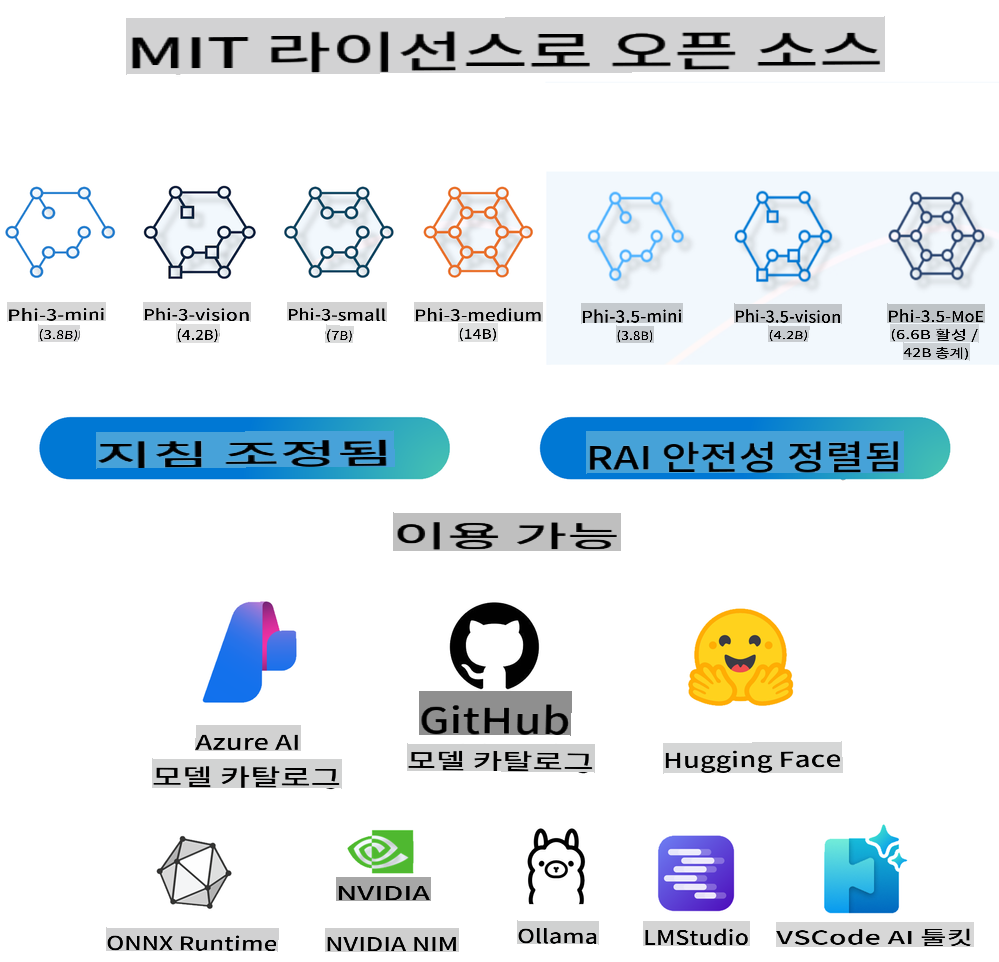 MIT 라이선스로 오픈 소스
Phi-3-mini
(3.8B)
Phi-3-vision
(4.2B)
Phi-3-small
(7B)
Phi-3-medium
(14B)
Phi-3.5-mini
(3.8B)
Phi-3.5-vision
(4.2B)
Phi-3.5-MoE
(6.6B 활성 /
42B 총계)
지침 조정됨
RAI 안전성 정렬됨
이용 가능
Azure AI
모델 카탈로그
GitHub
모델 카탈로그
Hugging Face
ONNX Runtime
NVIDIA
NVIDIA NIM
Ollama
LMStudio
VSCode AI 툴킷